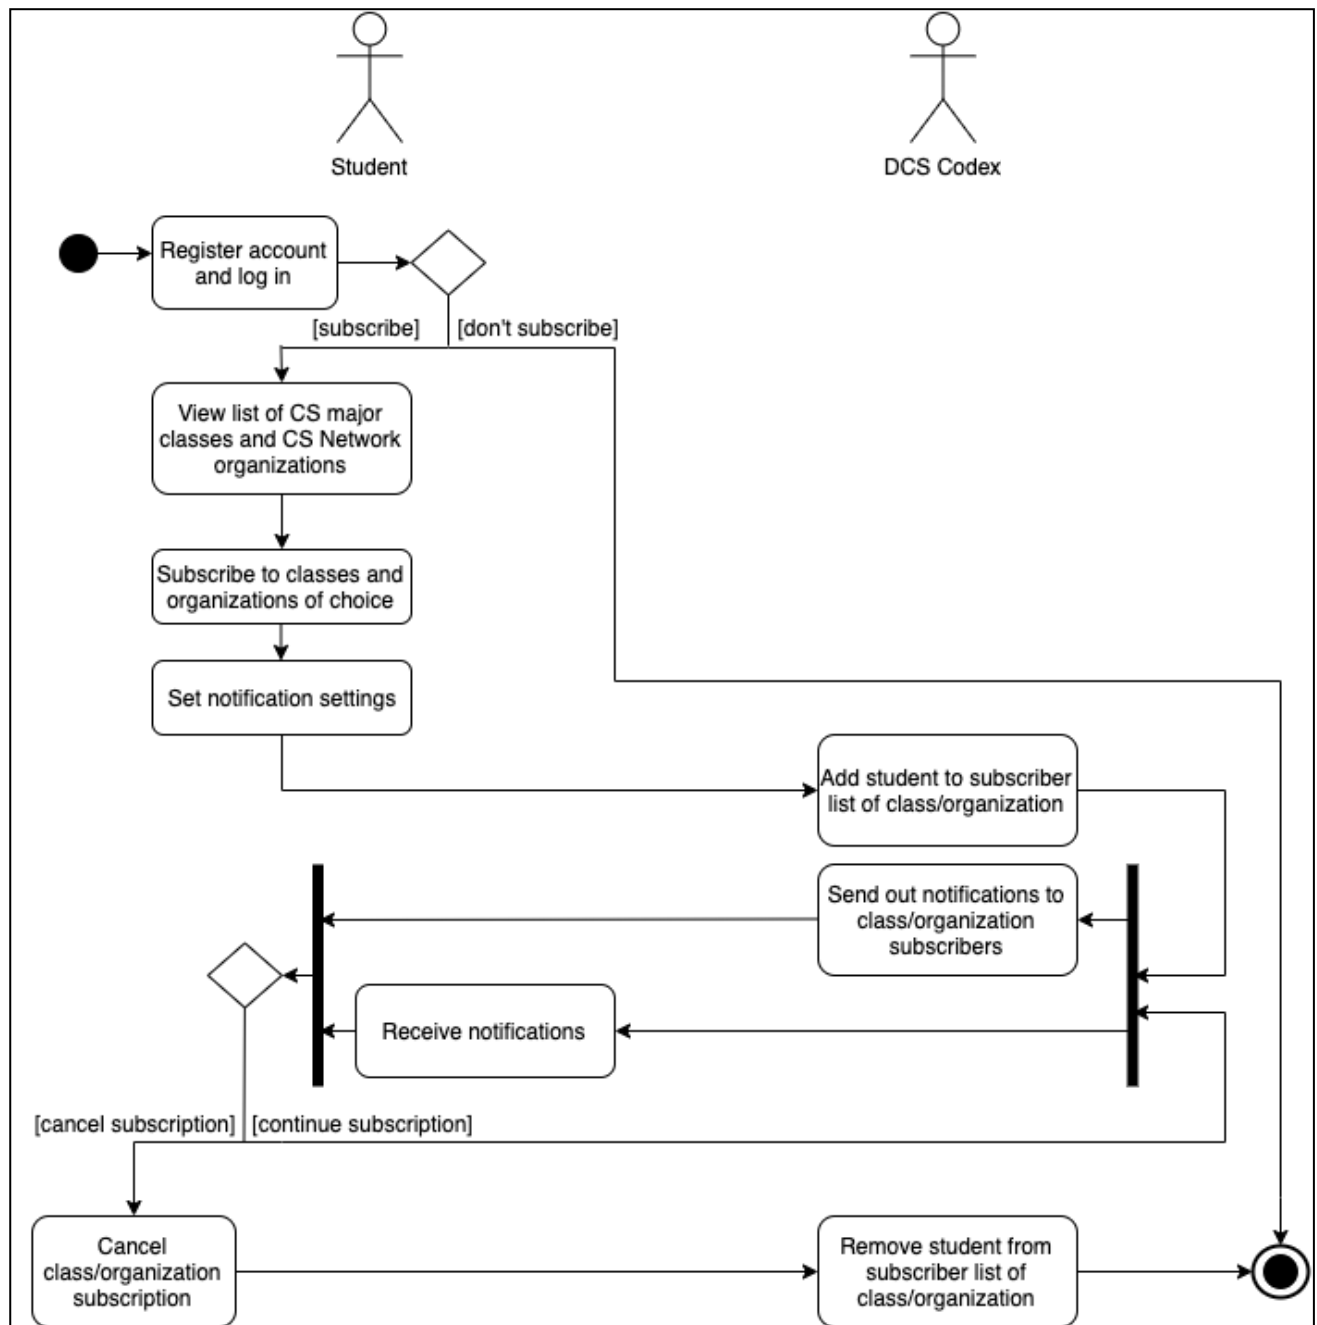 Student
DCS Codex
Register account
and log in
[subscribe]
[don't subscribe]
View list of CS major
classes and CS Network
organizations
Subscribe to classes and
organizations of choice
Set notification settings
Add student to subscriber
list of class/organization
Send out notifications to
class/organization
subscribers
Receive notifications
[cancel subscription]
[continue subscription]
Cancel
class/organization
subscription
Remove student from
subscriber list of
class/organization